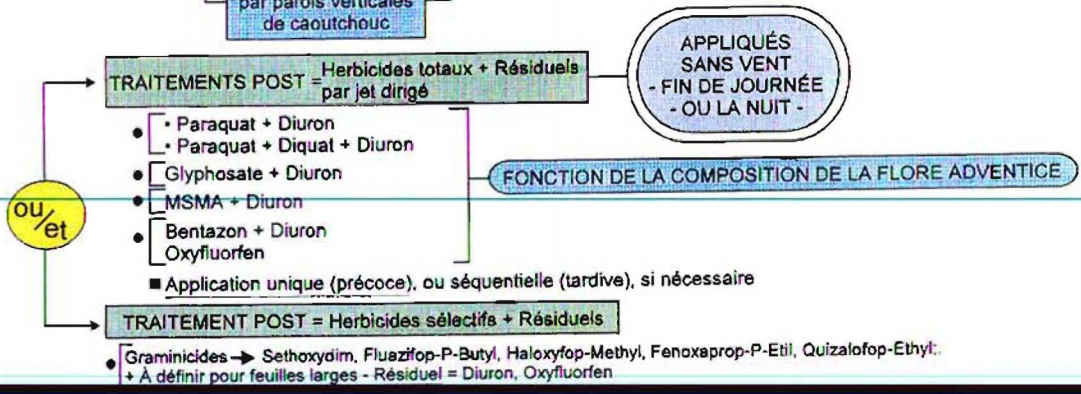 par parois verticales
de caoutchouc
TRAITEMENTS POST = Herbicides totaux + Résiduels
par jet dirigé
APPLIQUÉS
SANS VENT
- FIN DE JOURNÉE
- OU LA NUIT -
• Paraquat + Diuron
• Paraquat + Diquat + Diuron
Glyphosate + Diuron
MSMA + Diuron
Bentazon + Diuron
Oxyfluorfen
FONCTION DE LA COMPOSITION DE LA FLORE ADVENTICE
ou/et
■ Application unique (précoce), ou séquentielle (tardive), si nécessaire
TRAITEMENT POST = Herbicides sélectifs + Résiduels
Graminicides → Sethoxydim, Fluazifop-P-Butyl, Haloxyfop-Methyl, Fenoxaprop-P-Etil, Quizalofop-Ethyl:.
+ À définir pour feuilles larges - Résiduel = Diuron, Oxyfluorfen